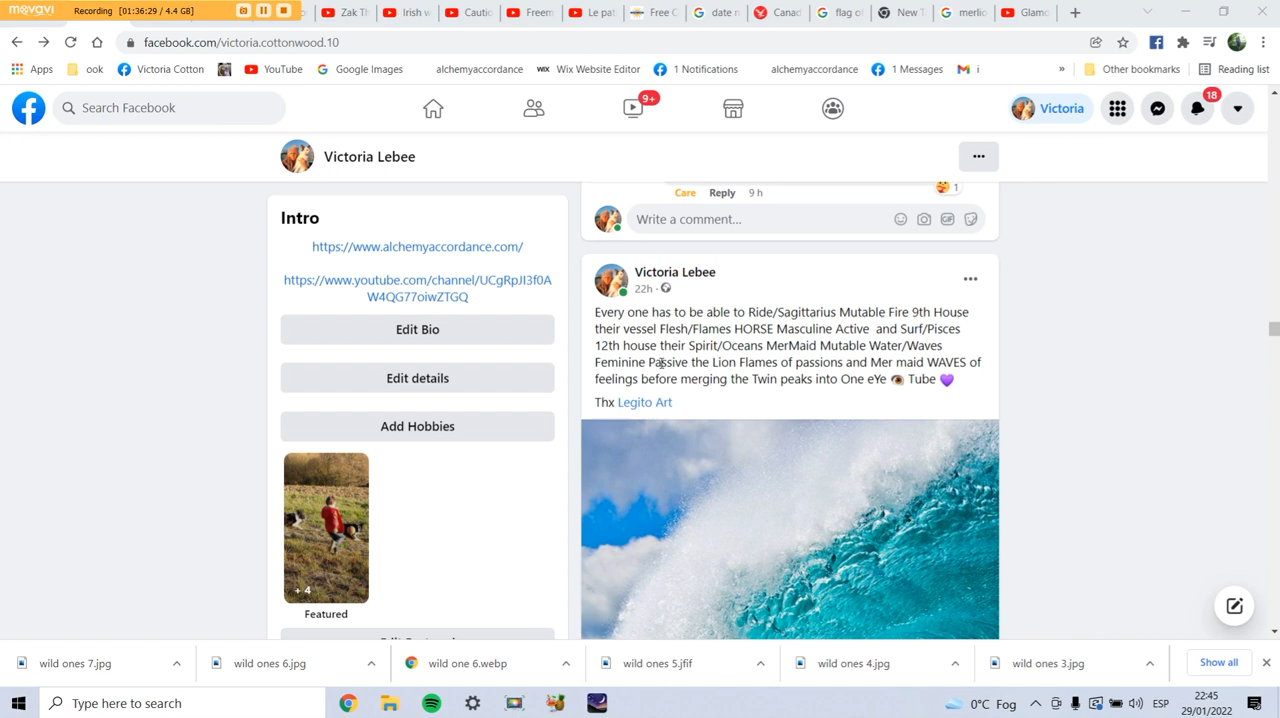 movavi
Recording (01:36:29 / 4.4 GB)
Zak Th
Irish w
Cautio
Freem
Le pat
Free C
date n
Canad
flag of
New T
merlio
Glamo
facebook.com/victoria.cottonwood.10
Apps
ook
Victoria Cotton
YouTube
Google Images
alchemyaccordance
WIX Wix Website Editor
1 Notifications
alchemyaccordance
1 Messages
i
»
Other bookmarks
Reading list
Search Facebook
9+
Victoria
18
Victoria Lebee
Intro
https://www.alchemyaccordance.com/
https://www.youtube.com/channel/UCgRpJI3f0A
W4QG77oiwZTGQ
Edit Bio
Edit details
Add Hobbies
+ 4
Featured
Care Reply 9 h
1
Write a comment...
GIF
Victoria Lebee
22h ·
Every one has to be able to Ride/Sagittarius Mutable Fire 9th House
their vessel Flesh/Flames HORSE Masculine Active and Surf/Pisces
12th house their Spirit/Oceans MerMaid Mutable Water/Waves
Feminine Passive the Lion Flames of passions and Mer maid WAVES of
feelings before merging the Twin peaks into One eYe 👁️ Tube 💜
Thx Legito Art
wild ones 7.jpg
wild ones 6.jpg
wild one 6.webp
wild ones 5.jfif
wild ones 4.jpg
wild ones 3.jpg
Show all
Type here to search
0°C Fog
ESP
22:45
29/01/2022